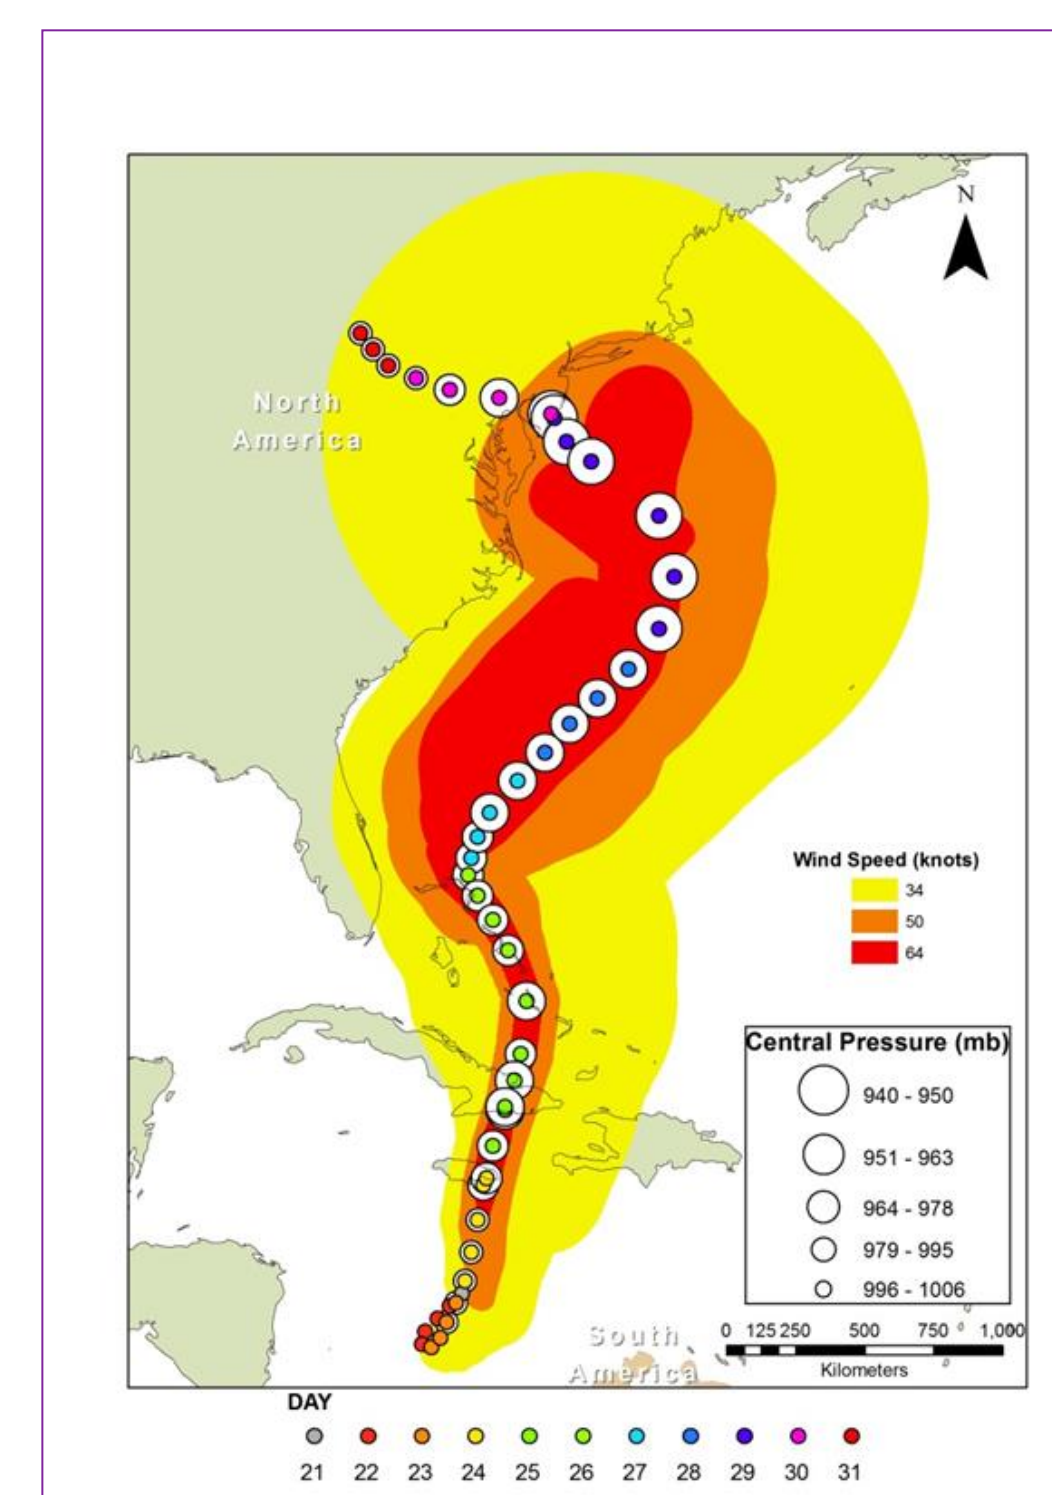 N
North
America
Wind Speed (knots)
34
50
64
Central Pressure (mb)
940 - 950
951 - 963
964 - 978
979 - 995
996 - 1006
South
America
0 125 250 500 750 1,000
Kilometers
DAY
21 22 23 24 25 26 27 28 29 30 31